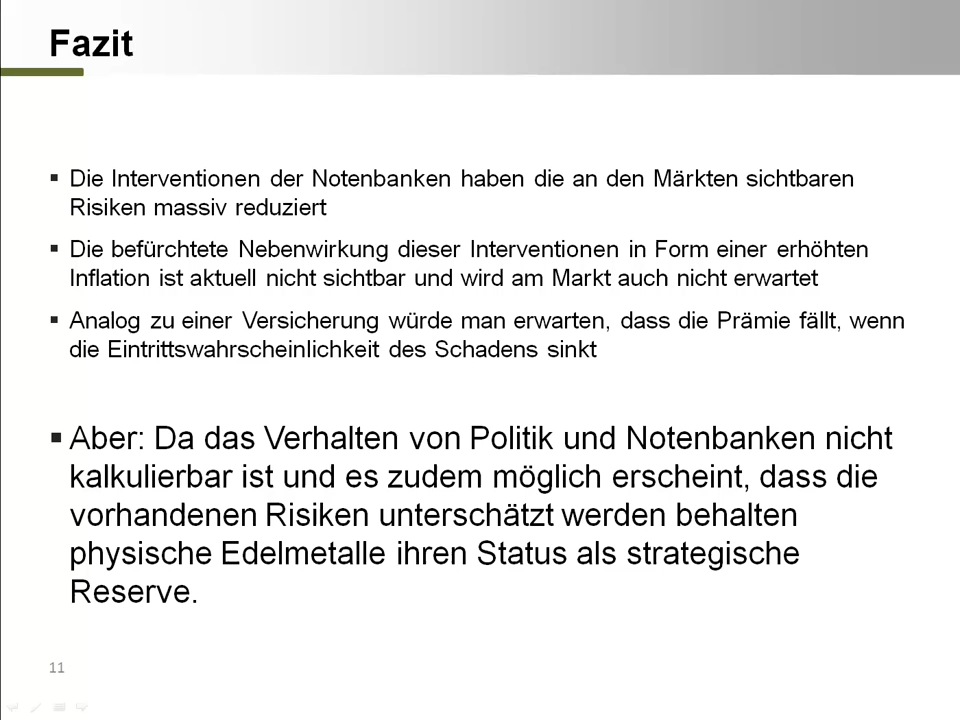 Fazit
▪ Die Interventionen der Notenbanken haben die an den Märkten sichtbaren
Risiken massiv reduziert
▪ Die befürchtete Nebenwirkung dieser Interventionen in Form einer erhöhten
Inflation ist aktuell nicht sichtbar und wird am Markt auch nicht erwartet
▪ Analog zu einer Versicherung würde man erwarten, dass die Prämie fällt, wenn
die Eintrittswahrscheinlichkeit des Schadens sinkt
▪ Aber: Da das Verhalten von Politik und Notenbanken nicht
kalkulierbar ist und es zudem möglich erscheint, dass die
vorhandenen Risiken unterschätzt werden behalten
physische Edelmetalle ihren Status als strategische
Reserve.
11